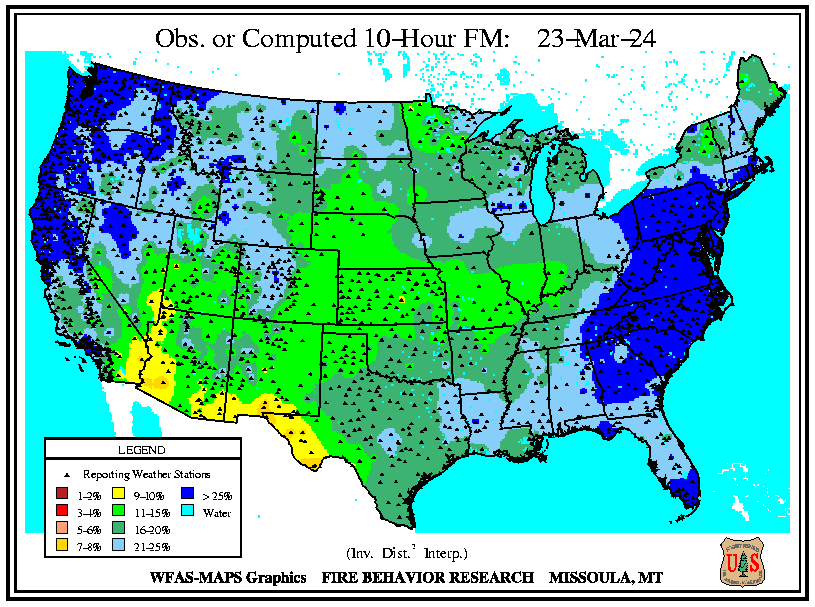 Obs. or Computed 10-Hour FM: 23-Mar-24
LEGEND
Reporting Weather Stations
1-2% 9-10% > 25%
3-4% 11-15% Water
5-6% 16-20%
7-8% 21-25%
(Inv. Dist.² Interp.)
WFAS-MAPS Graphics FIRE BEHAVIOR RESEARCH MISSOULA, MT
U S